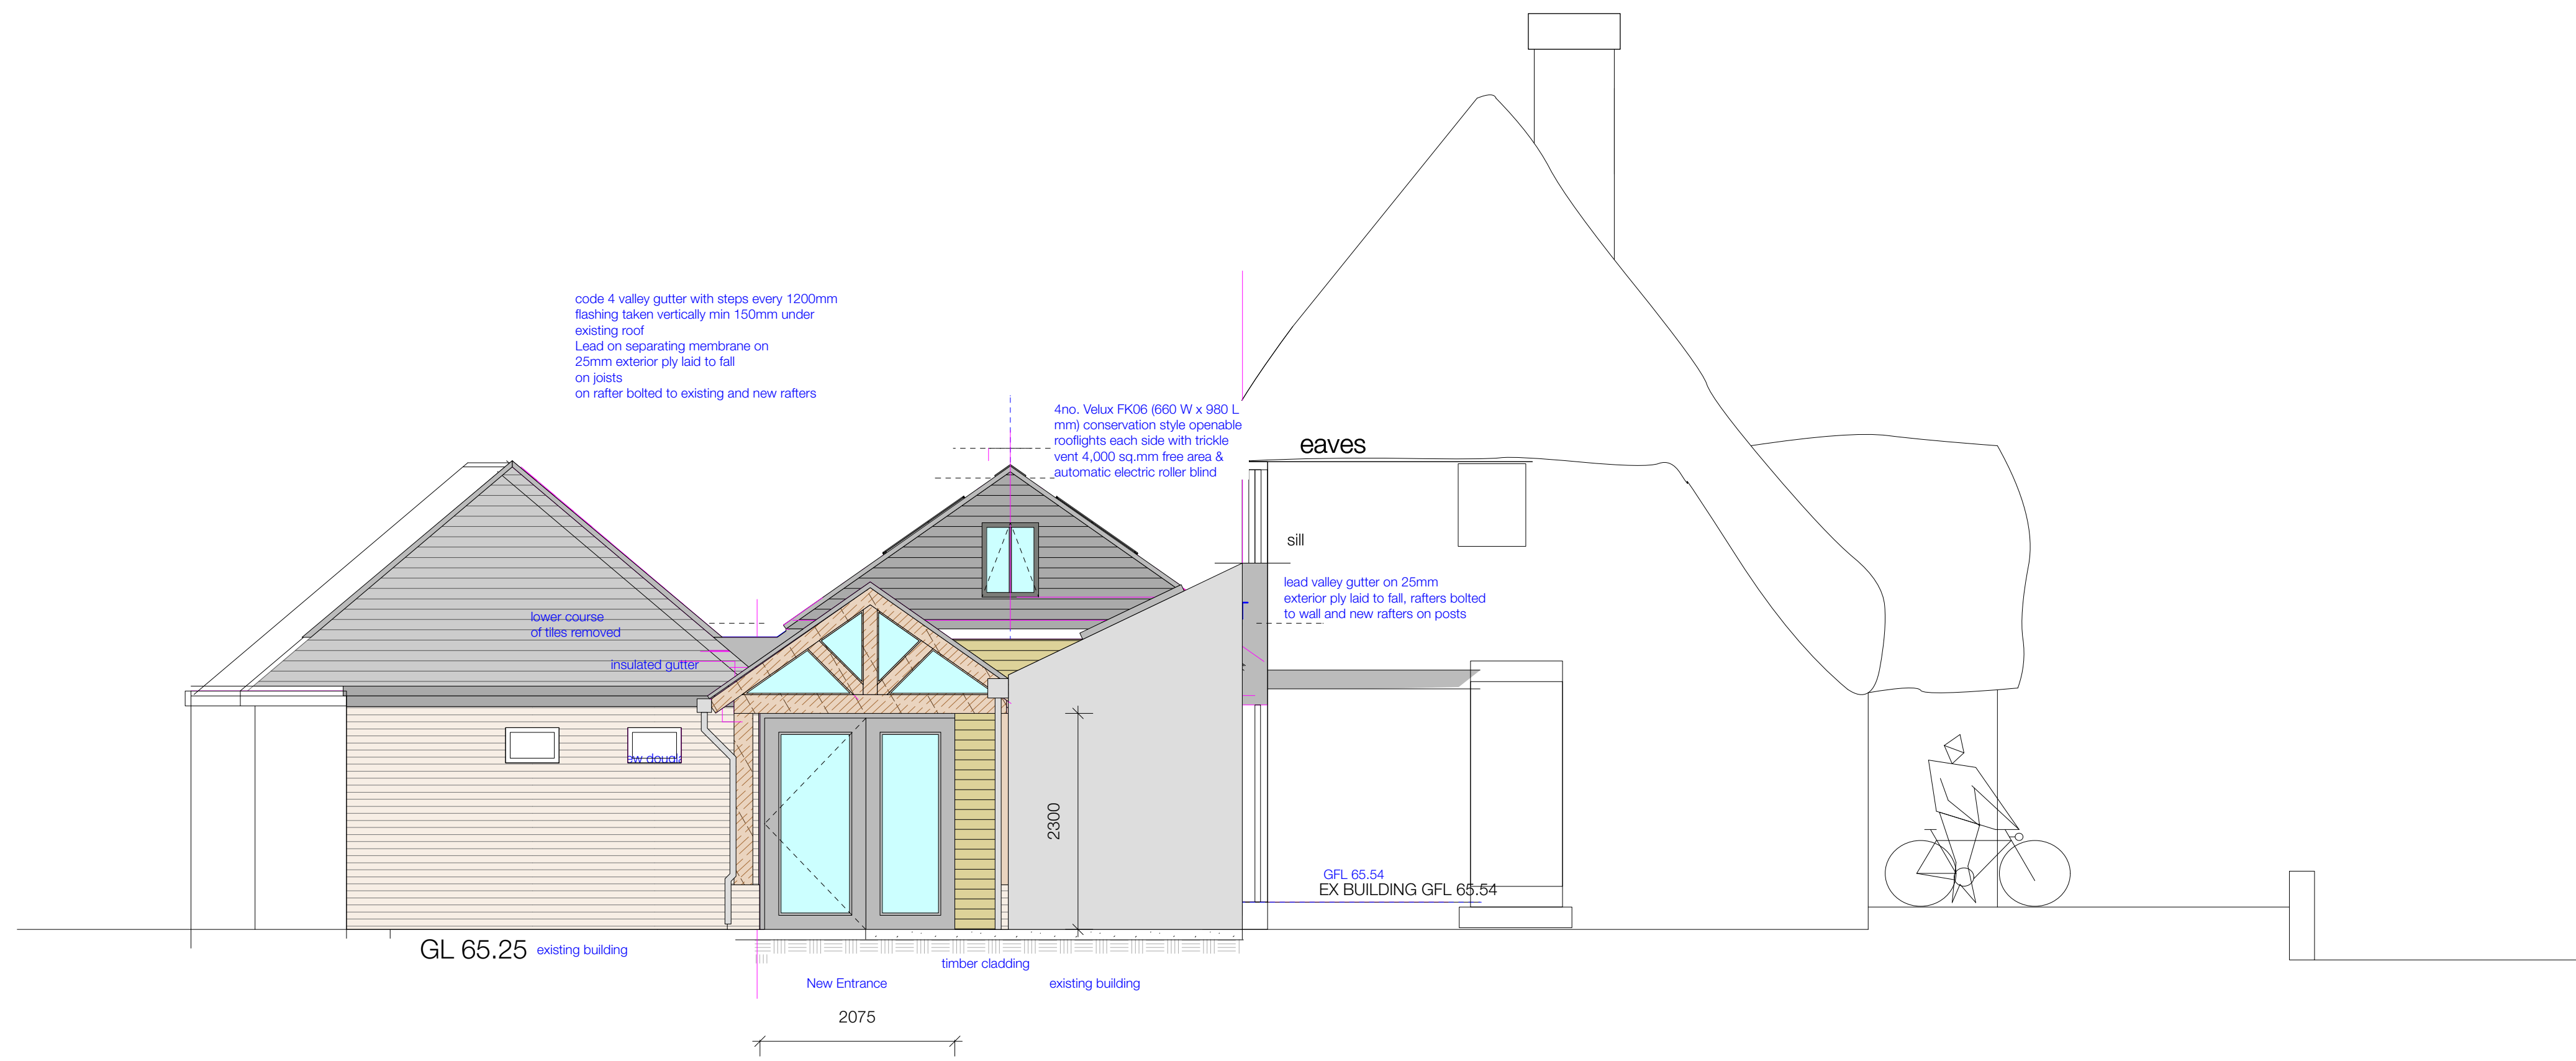 code 4 valley gutter with steps every 1200mm
flashing taken vertically min 150mm under
existing roof
Lead on separating membrane on
25mm exterior ply laid to fall
on joists
on rafter bolted to existing and new rafters
4no. Velux FK06 (660 W x 980 L
mm) conservation style openable
rooflights each side with trickle
vent 4,000 sq.mm free area &
automatic electric roller blind
eaves
sill
lead valley gutter on 25mm
exterior ply laid to fall, rafters bolted
to wall and new rafters on posts
lower course
of tiles removed
insulated gutter
ew dougla
2300
GFL 65.54
EX BUILDING GFL 65.54
GL 65.25
existing building
timber cladding
New Entrance
existing building
2075